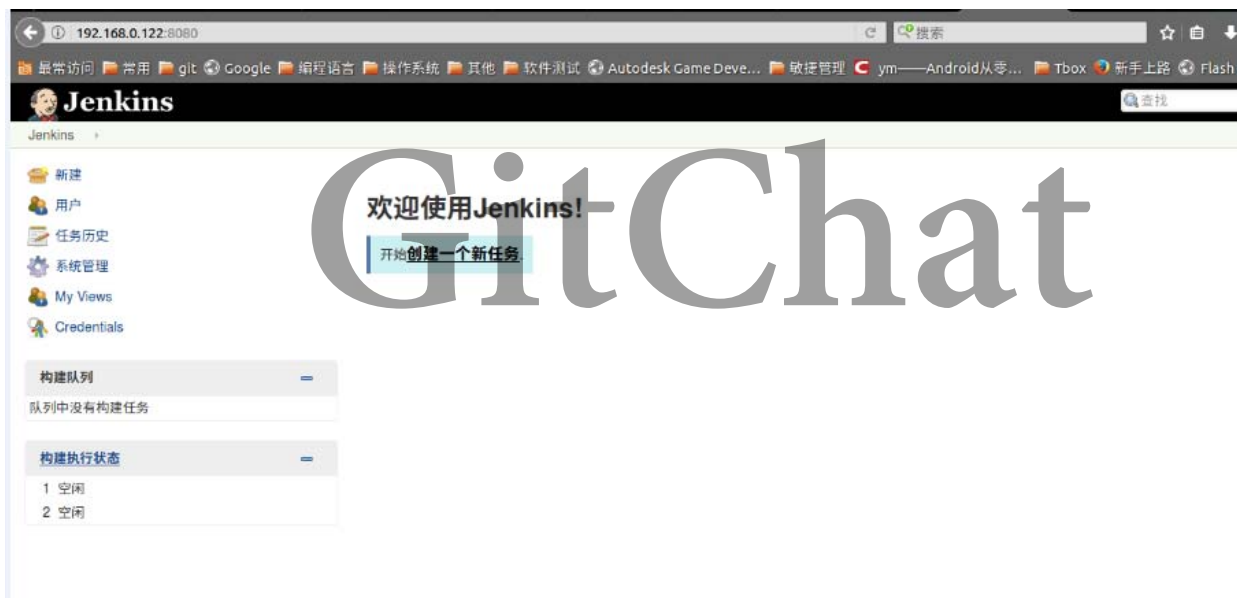 192.168.0.122:8080
搜索
最常访问 常用 git Google 编程语言 操作系统 其他 软件测试 Autodesk Game Deve... 敏捷管理 ym——Android从零... Tbox 新手上路 Flash
Jenkins
查找
Jenkins
新建
用户
任务历史
系统管理
My Views
Credentials
欢迎使用Jenkins!
开始创建一个新任务.
GitChat
构建队列
队列中没有构建任务
构建执行状态
1 空闲
2 空闲